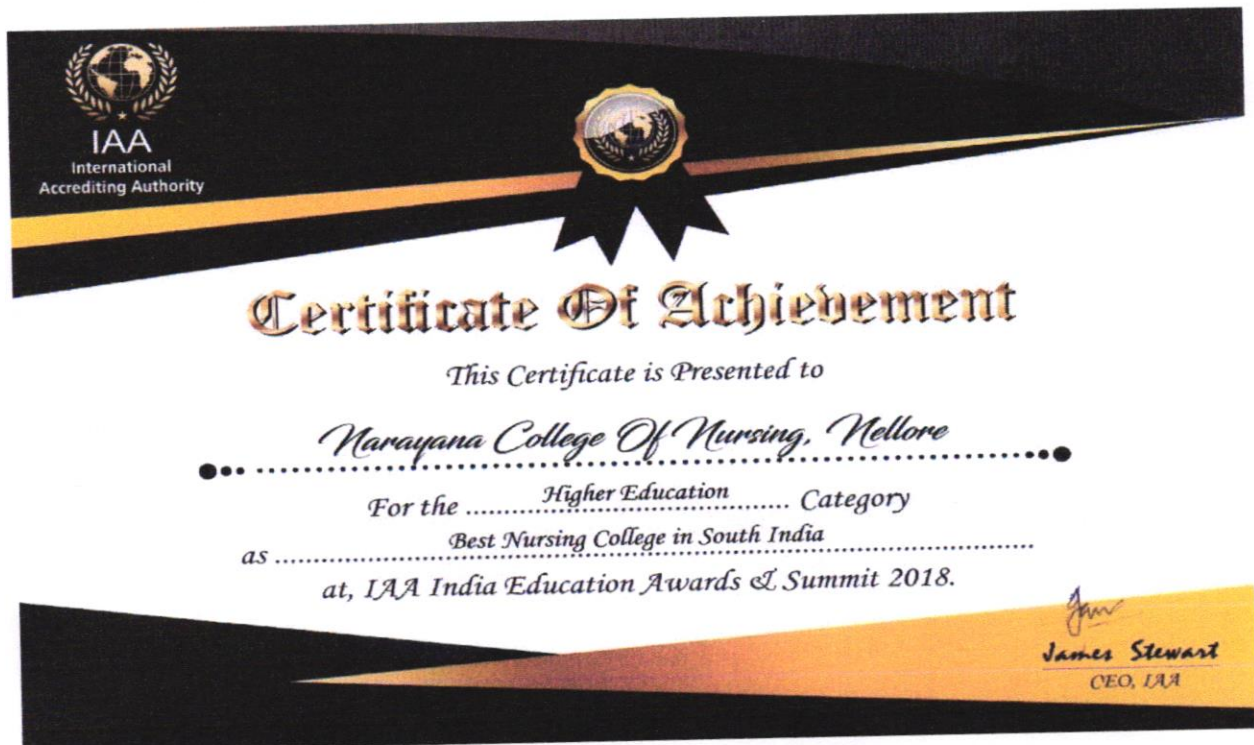 IAA
International
Accrediting Authority
Certificate Of Achievement
This Certificate is Presented to
Narayana College Of Nursing, Nellore
For the ..... Higher Education ..... Category
as ..... Best Nursing College in South India .....
at, IAA India Education Awards & Summit 2018.
James Stewart
CEO, IAA